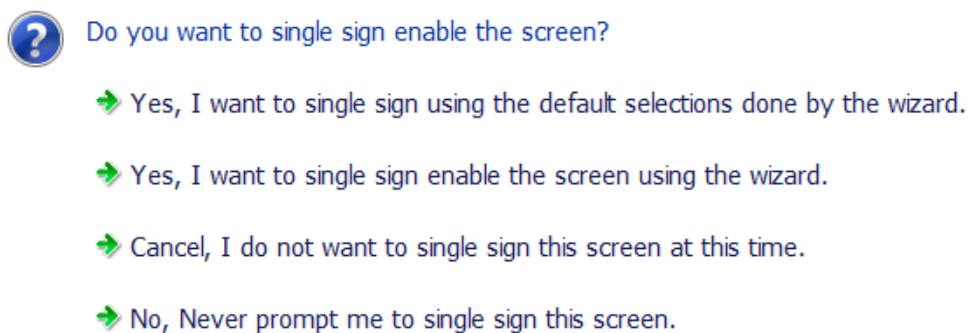 Do you want to single sign enable the screen?
Yes, I want to single sign using the default selections done by the wizard.
Yes, I want to single sign enable the screen using the wizard.
Cancel, I do not want to single sign this screen at this time.
No, Never prompt me to single sign this screen.